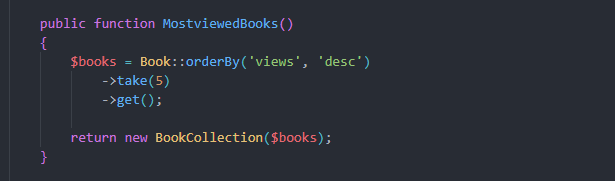 public function MostviewedBooks()
{
$books = Book::orderBy('views', 'desc')
->take(5)
->get();
return new BookCollection($books);
}